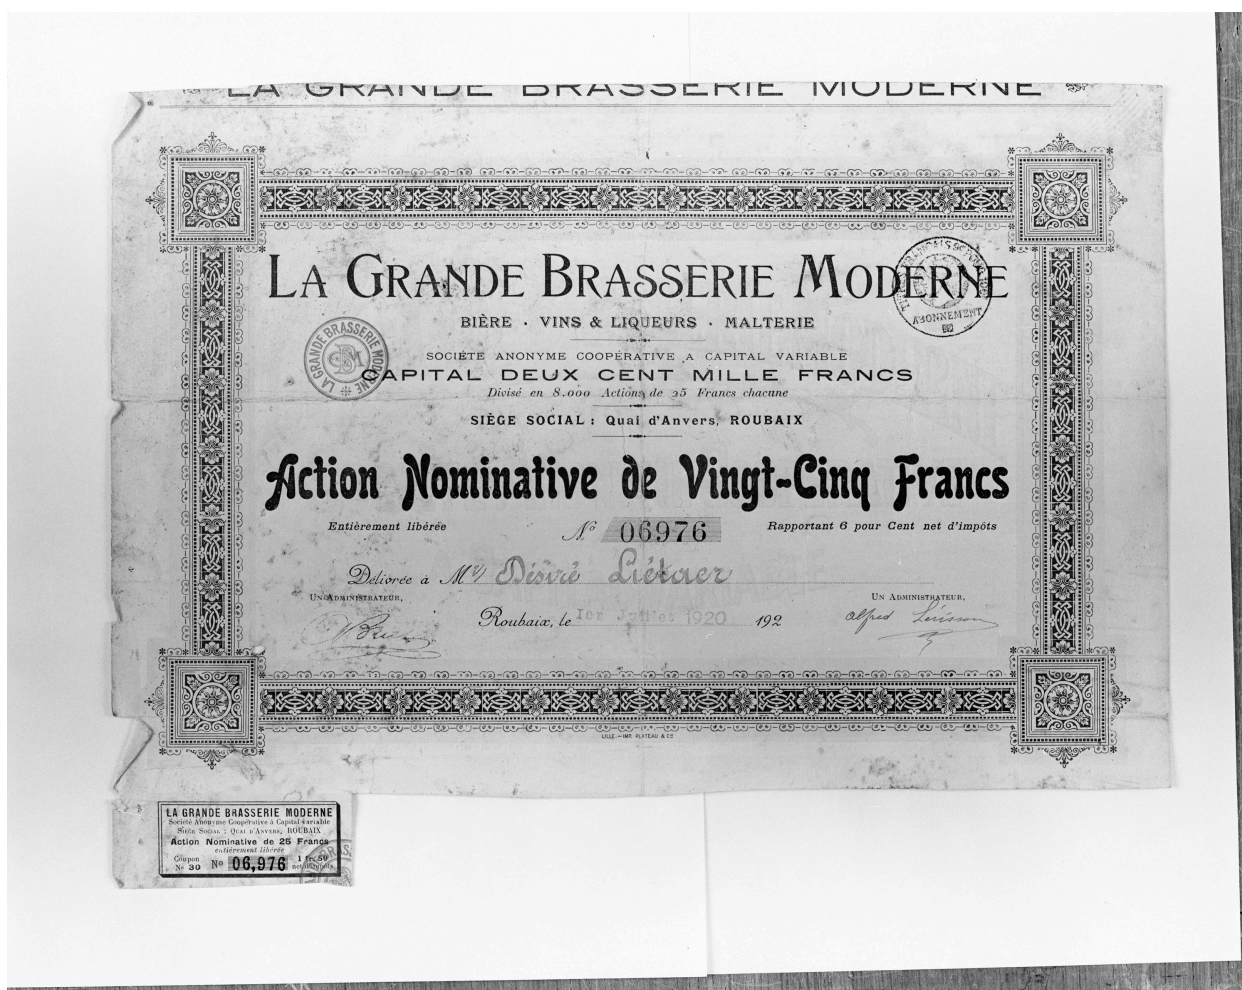 LA GRANDE BRASSERIE MODERNE
LA GRANDE BRASSERIE MODERNE
BIÈRE · VINS & LIQUEURS · MALTERIE
ABONNEMENT
LA GRANDE BRASSERIE MODERNE
SOCIÉTÉ ANONYME COOPÉRATIVE A CAPITAL VARIABLE
CAPITAL DEUX CENT MILLE FRANCS
Divisé en 8.000 Actions de 25 Francs chacune
SIÈGE SOCIAL : Quai d'Anvers, ROUBAIX
Action Nominative de Vingt-Cinq Francs
Entièrement libérée
No 06976
Rapportant 6 pour Cent net d'impôts
Délivrée à Mr Désiré
UN ADMINISTRATEUR,
UN ADMINISTRATEUR,
Roubaix, le 1er Juillet 1920 192
alfred
LILLE.—IMP. PLATEAU & CO
LA GRANDE BRASSERIE MODERNE
Société Anonyme Coopérative à Capital variable
SIÈGE SOCIAL : QUAI D'ANVERS, ROUBAIX
Action Nominative de 25 Francs
entièrement libérée
Coupon
No 30
No 06,976
1 fr. 50
net d'impôts